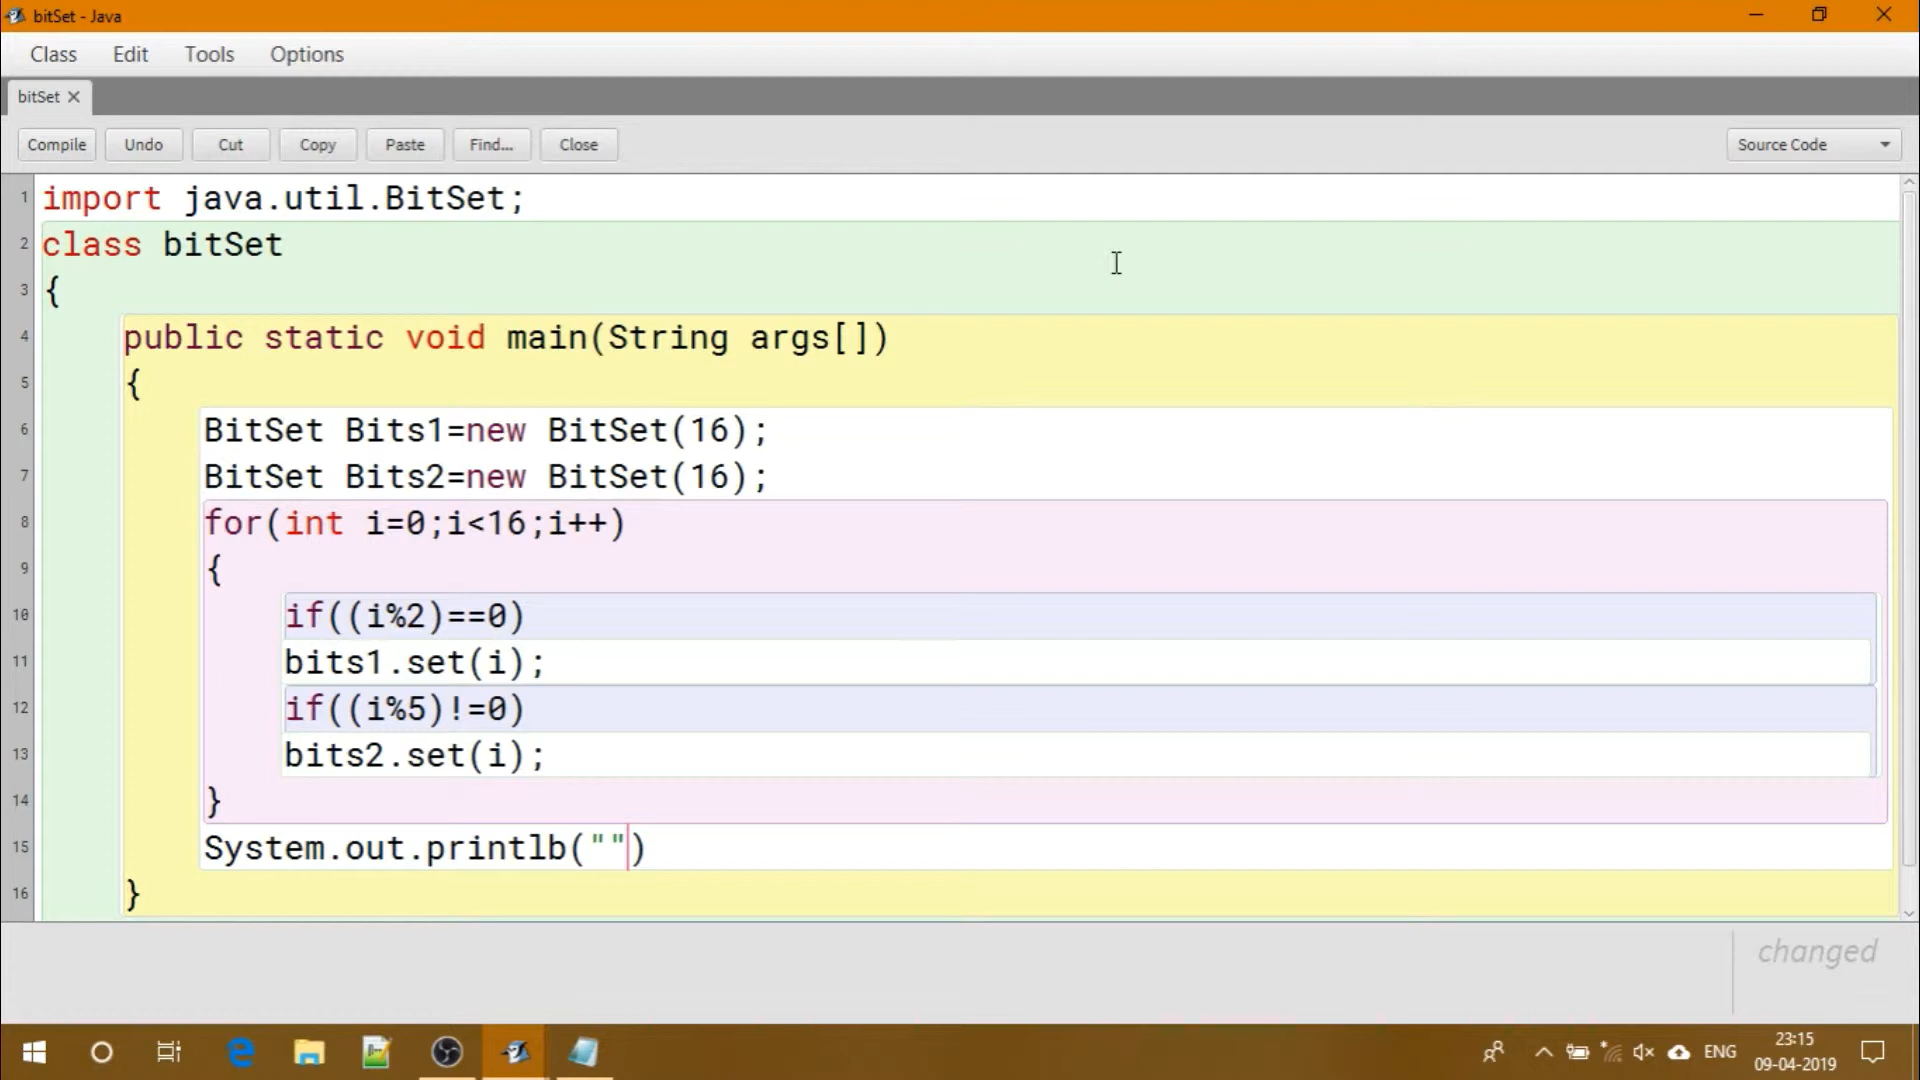 bitSet - Java
Class Edit Tools Options
bitSet
Compile Undo Cut Copy Paste Find... Close Source Code
1 import java.util.BitSet;
2 class bitSet
3 {
4 public static void main(String args[])
5 {
6 BitSet Bits1=new BitSet(16);
7 BitSet Bits2=new BitSet(16);
8 for(int i=0;i<16;i++)
9 {
10 if((i%2)==0)
11 bits1.set(i);
12 if((i%5)!=0)
13 bits2.set(i);
14 }
15 System.out.printlb("")
16 }
changed
ENG 23:15
09-04-2019